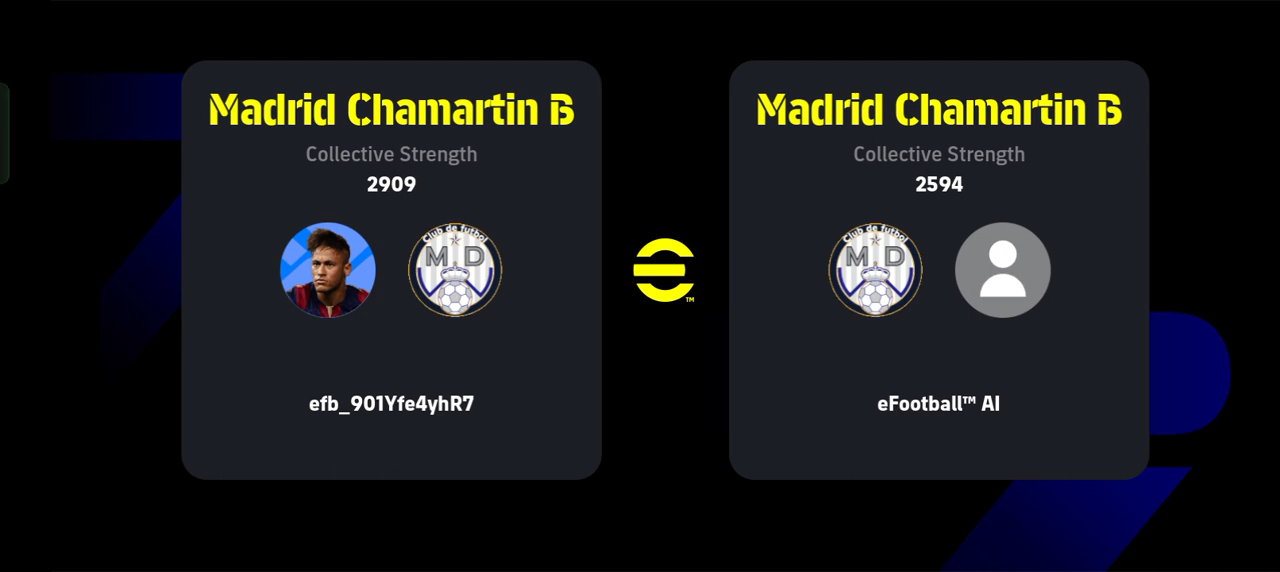 Madrid Chamartin B
Collective Strength
2909
Club de futbol
M D
efb_901Yfe4yhR7
TM
Madrid Chamartin B
Collective Strength
2594
Club de futbol
M D
eFootball™ AI